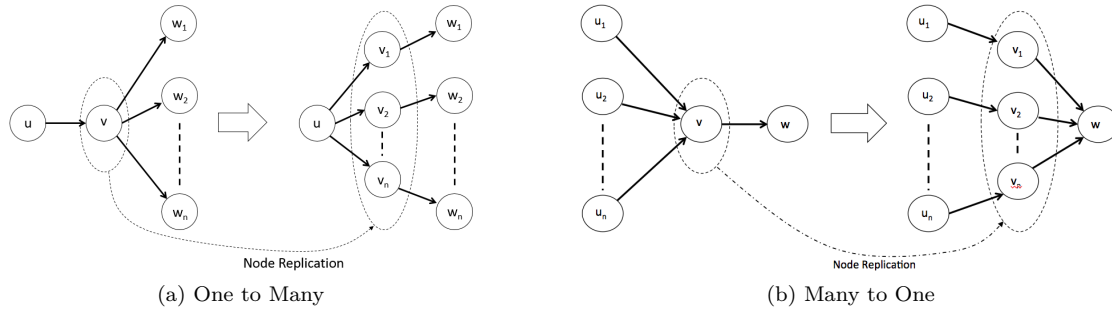 u
v
w1
w2
wn
u
v1
v2
vn
w1
w2
wn
Node Replication
(a) One to Many
u1
u2
un
v
w
u1
u2
un
v1
v2
vn
w
Node Replication
(b) Many to One